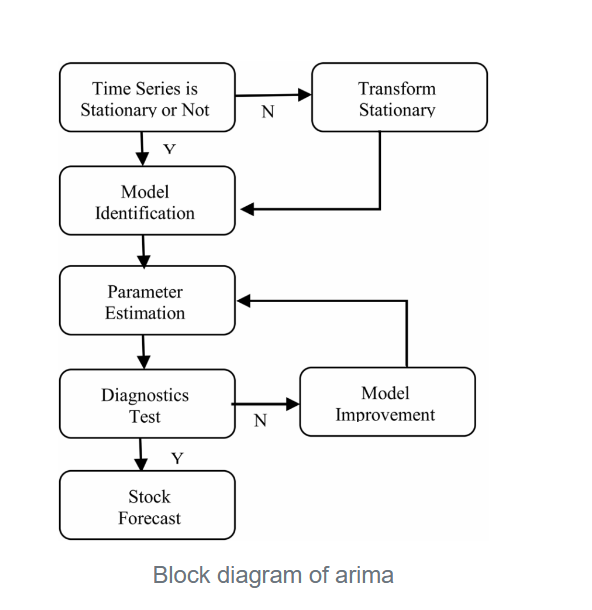 Time Series is
Stationary or Not
N
Transform
Stationary
Y
Model
Identification
Parameter
Estimation
Diagnostics
Test
N
Model
Improvement
Y
Stock
Forecast
Block diagram of arima